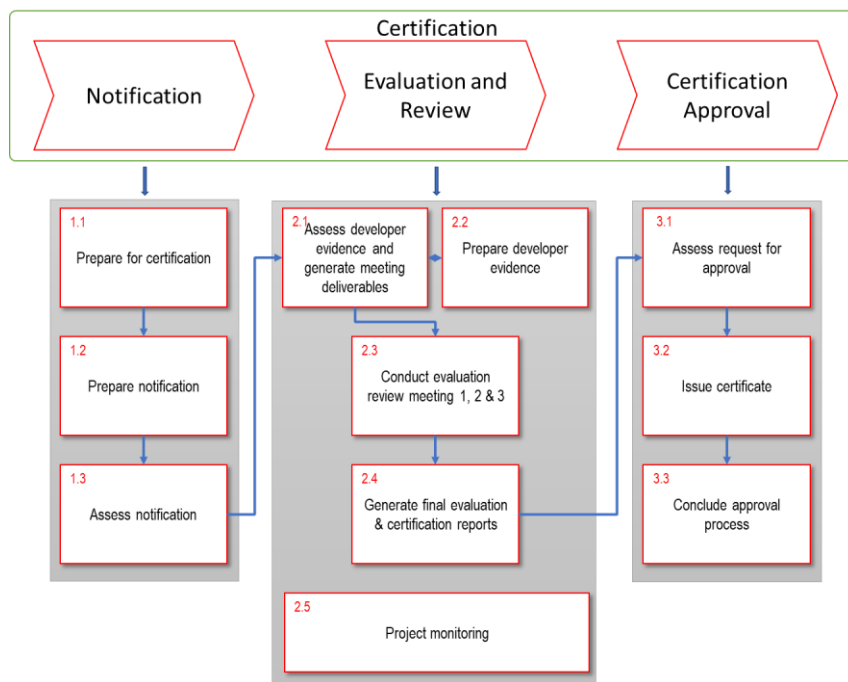 Certification
Notification
Evaluation and
Review
Certification
Approval
1.1
Prepare for certification
1.2
Prepare notification
1.3
Assess notification
2.1
Assess developer
evidence and
generate meeting
deliverables
2.2
Prepare developer
evidence
2.3
Conduct evaluation
review meeting 1, 2 & 3
2.4
Generate final evaluation
& certification reports
2.5
Project monitoring
3.1
Assess request for
approval
3.2
Issue certificate
3.3
Conclude approval
process